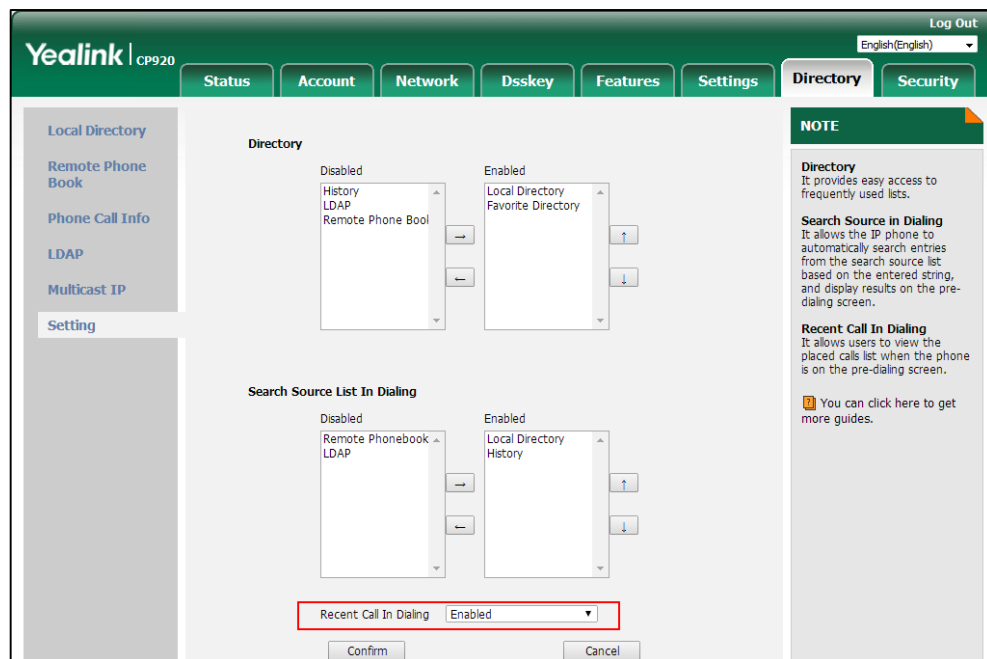 Log Out
Yealink CP920
English(English)
Status Account Network Dsskey Features Settings Directory Security
Local Directory
Remote Phone
Book
Phone Call Info
LDAP
Multicast IP
Setting
Directory
Disabled Enabled
History
LDAP
Remote Phone Book
Local Directory
Favorite Directory
→ ↑
← ↓
Search Source List In Dialing
Disabled Enabled
Remote Phonebook
LDAP
Local Directory
History
→ ↑
← ↓
Recent Call In Dialing Enabled
Confirm Cancel
NOTE
Directory
It provides easy access to
frequently used lists.
Search Source in Dialing
It allows the IP phone to
automatically search entries
from the search source list
based on the entered string,
and display results on the pre-
dialing screen.
Recent Call In Dialing
It allows users to view the
placed calls list when the phone
is on the pre-dialing screen.
You can click here to get
more guides.